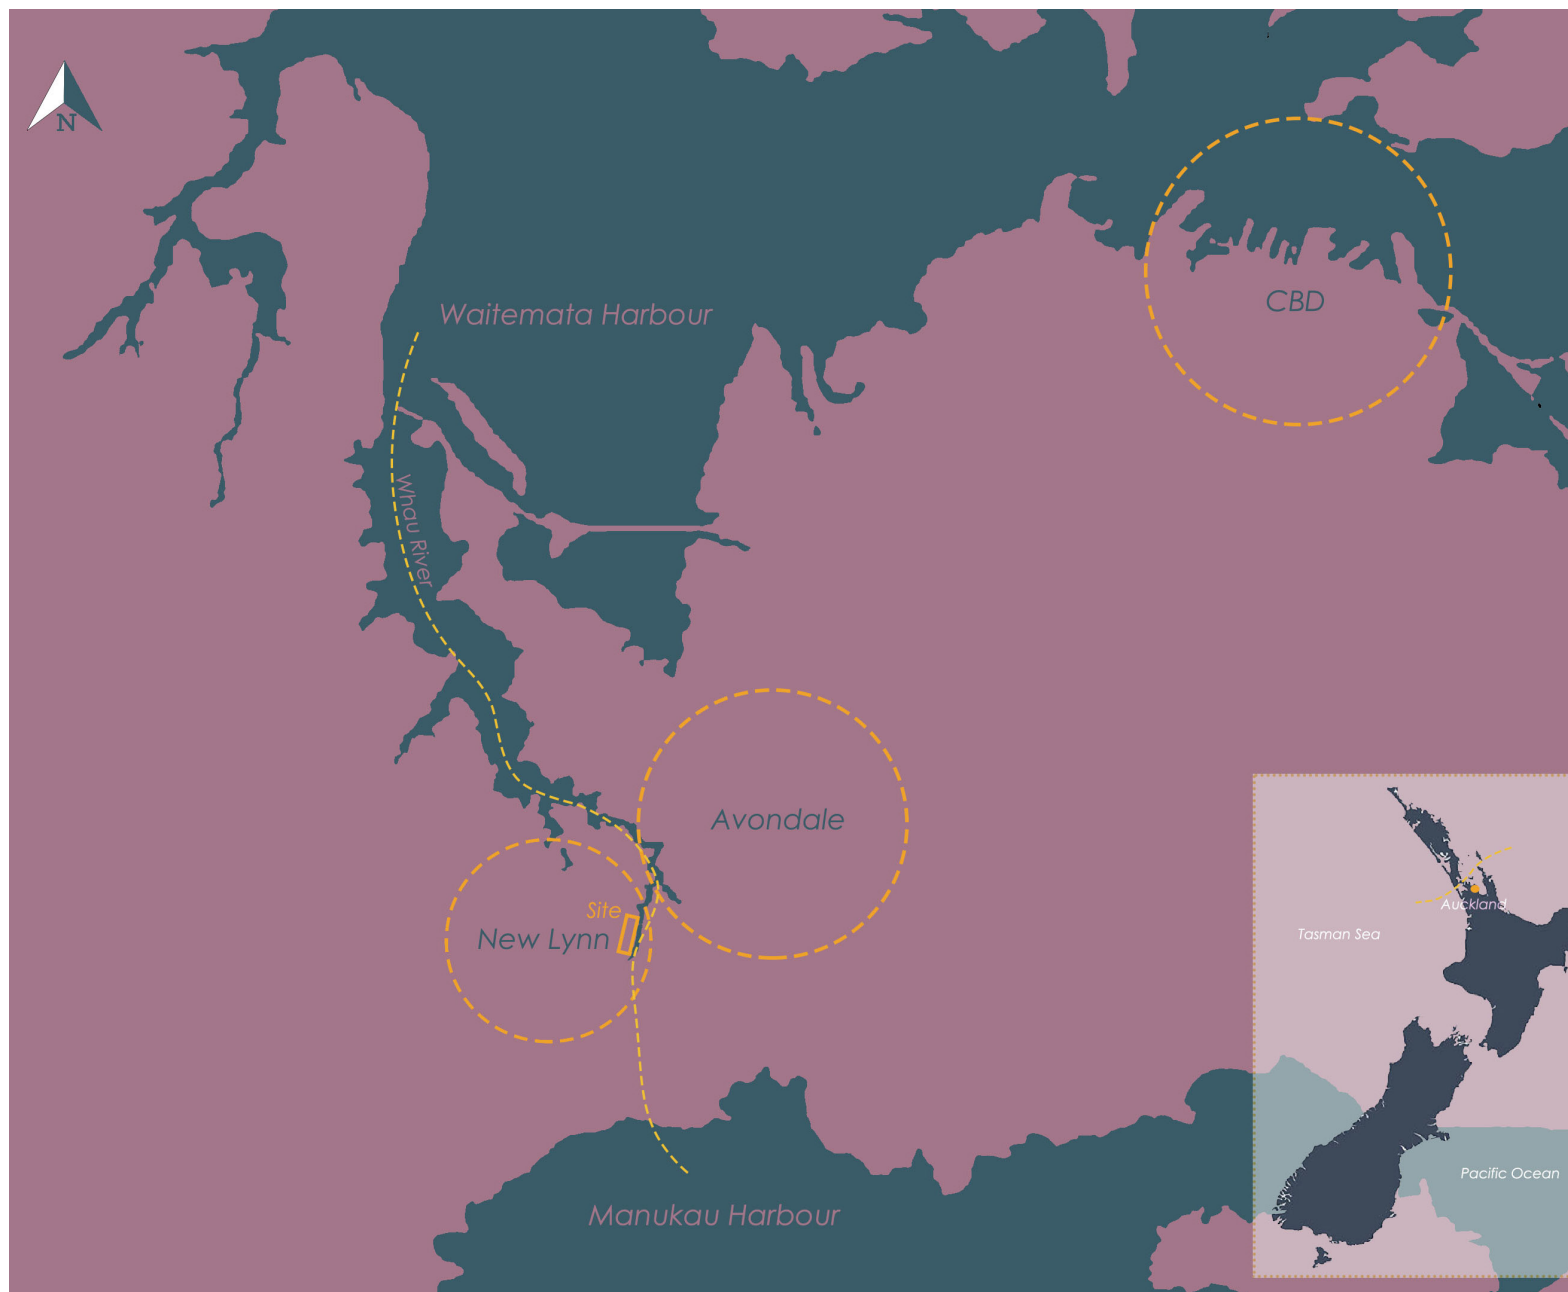 N
Waitemata Harbour
CBD
Whau River
Avondale
Site
New Lynn
Manukau Harbour
Auckland
Tasman Sea
Pacific Ocean